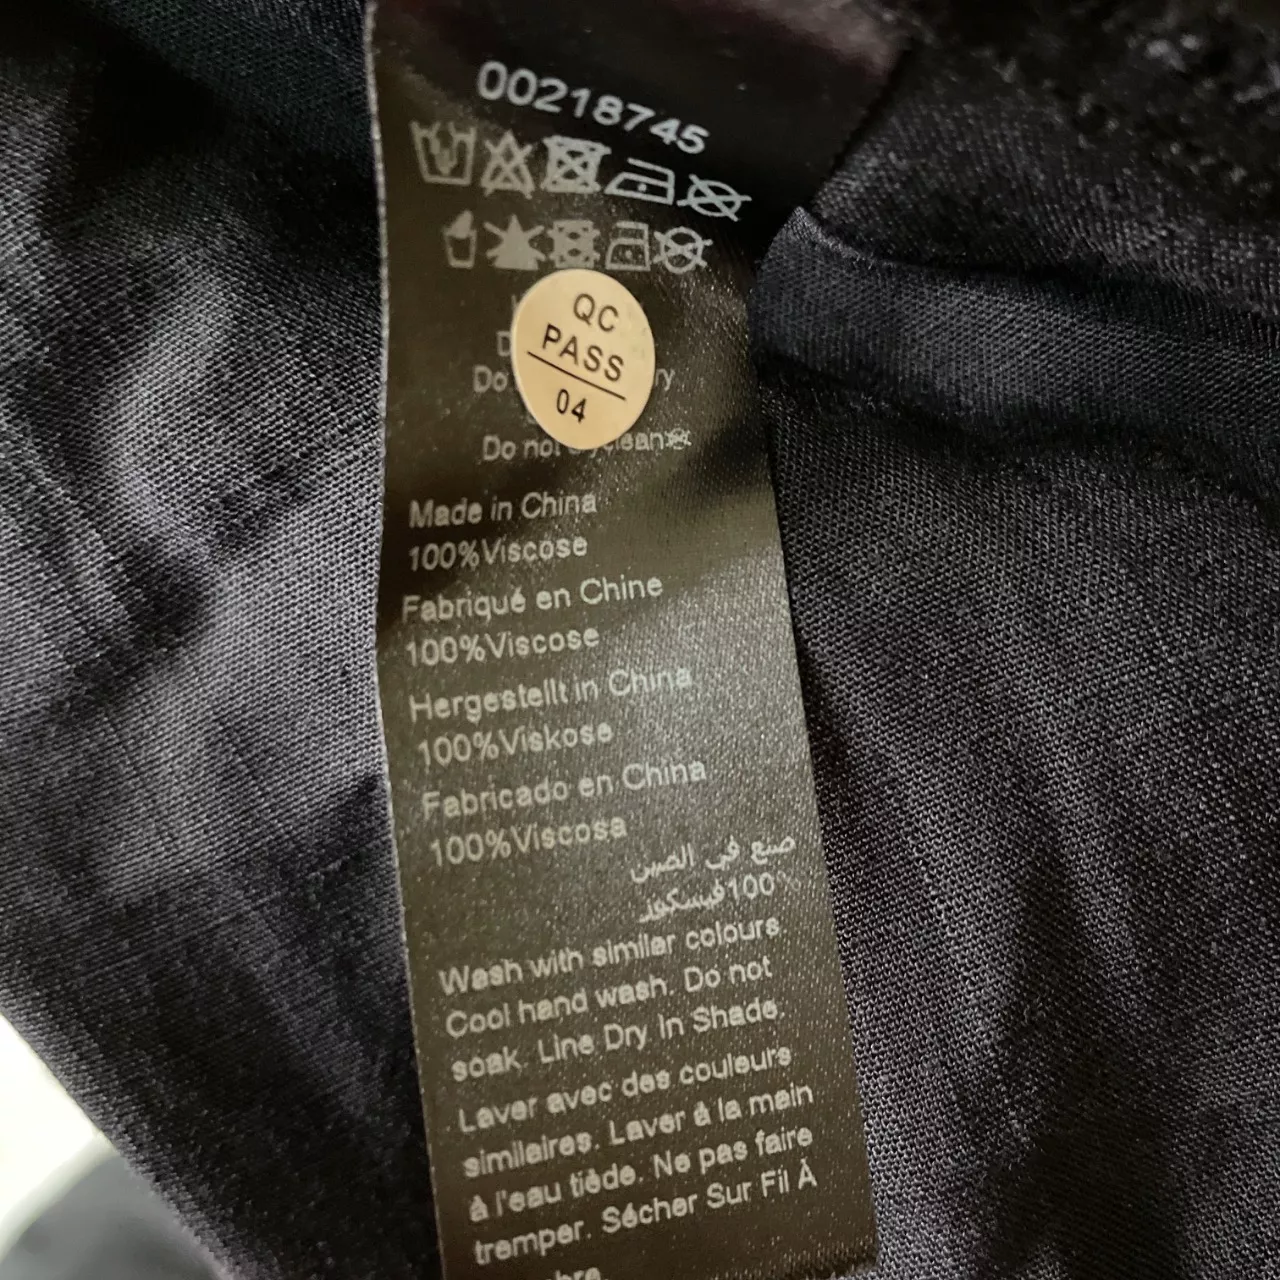 00218745
QC
PASS
04
Do
Do not
Made in China
100%Viscose
Fabriqué en Chine
100%Viscose
Hergestellt in China
100%Viskose
Fabricado en China
100%Viscosa
صنع في الصين
100%فيسكوز
Wash with similar colours.
Cool hand wash. Do not
soak. Line Dry In Shade.
Laver avec des couleurs
similaires. Laver à la main
à l'eau tiède. Ne pas faire
tremper. Sécher Sur Fil À